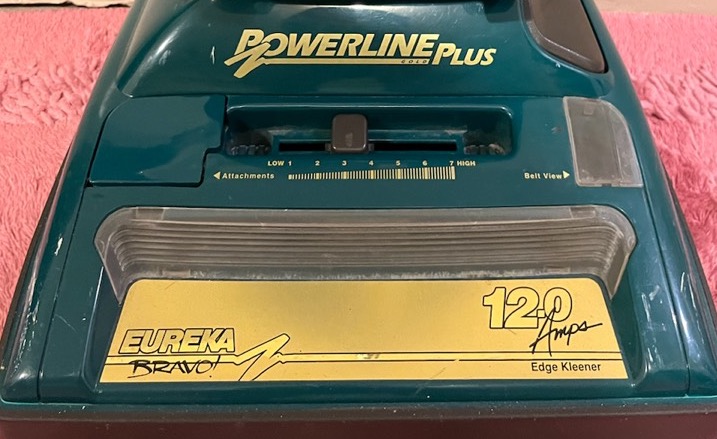 POWERLINE PLUS
GOLD
LOW 1 2 3 4 5 6 7 HIGH
◀Attachments
Belt View▶
12.0
Amps
EUREKA
BRAVO!
Edge Kleener